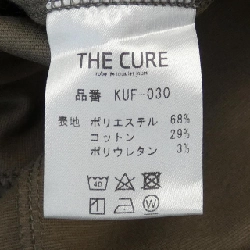 THE CURE
品番 KUF-030
表地 ポリエステル 68%
コットン 29%
ポリウレタン 3%
40
W